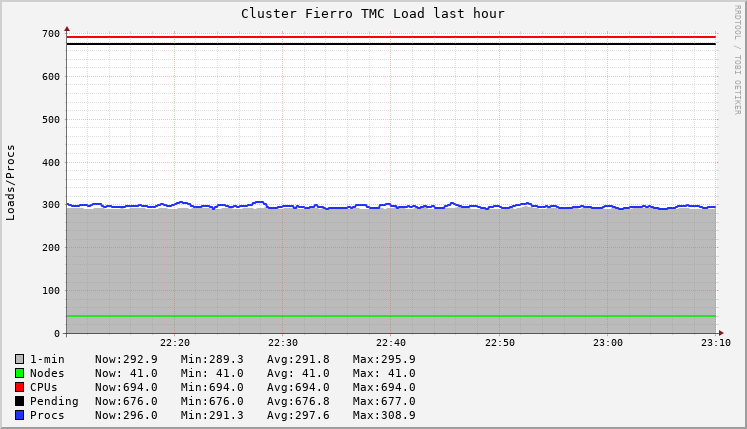 Cluster Fierro TMC Load last hour
RRDTOOL / TOBI OETIKER
Loads/Procs
700
600
500
400
300
200
100
0
22:20 22:30 22:40 22:50 23:00 23:10
1-min Now:292.9 Min:289.3 Avg:291.8 Max:295.9
Nodes Now: 41.0 Min: 41.0 Avg: 41.0 Max: 41.0
CPUs Now:694.0 Min:694.0 Avg:694.0 Max:694.0
Pending Now:676.0 Min:676.0 Avg:676.8 Max:677.0
Procs Now:296.0 Min:291.3 Avg:297.6 Max:308.9